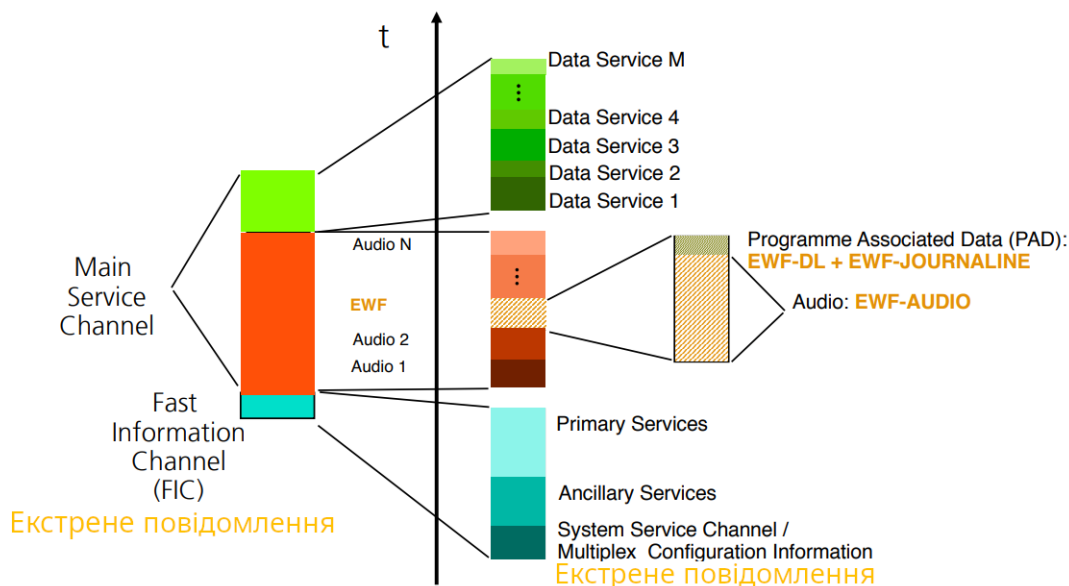 t
Data Service M
⋮
Data Service 4
Data Service 3
Data Service 2
Data Service 1
Main
Service
Channel
Audio N
⋮
EWF
Audio 2
Audio 1
Programme Associated Data (PAD):
EWF-DL + EWF-JOURNALINE
Audio: EWF-AUDIO
Fast
Information
Channel
(FIC)
Екстрене повідомлення
Primary Services
Ancillary Services
System Service Channel /
Multiplex Configuration Information
Екстрене повідомлення